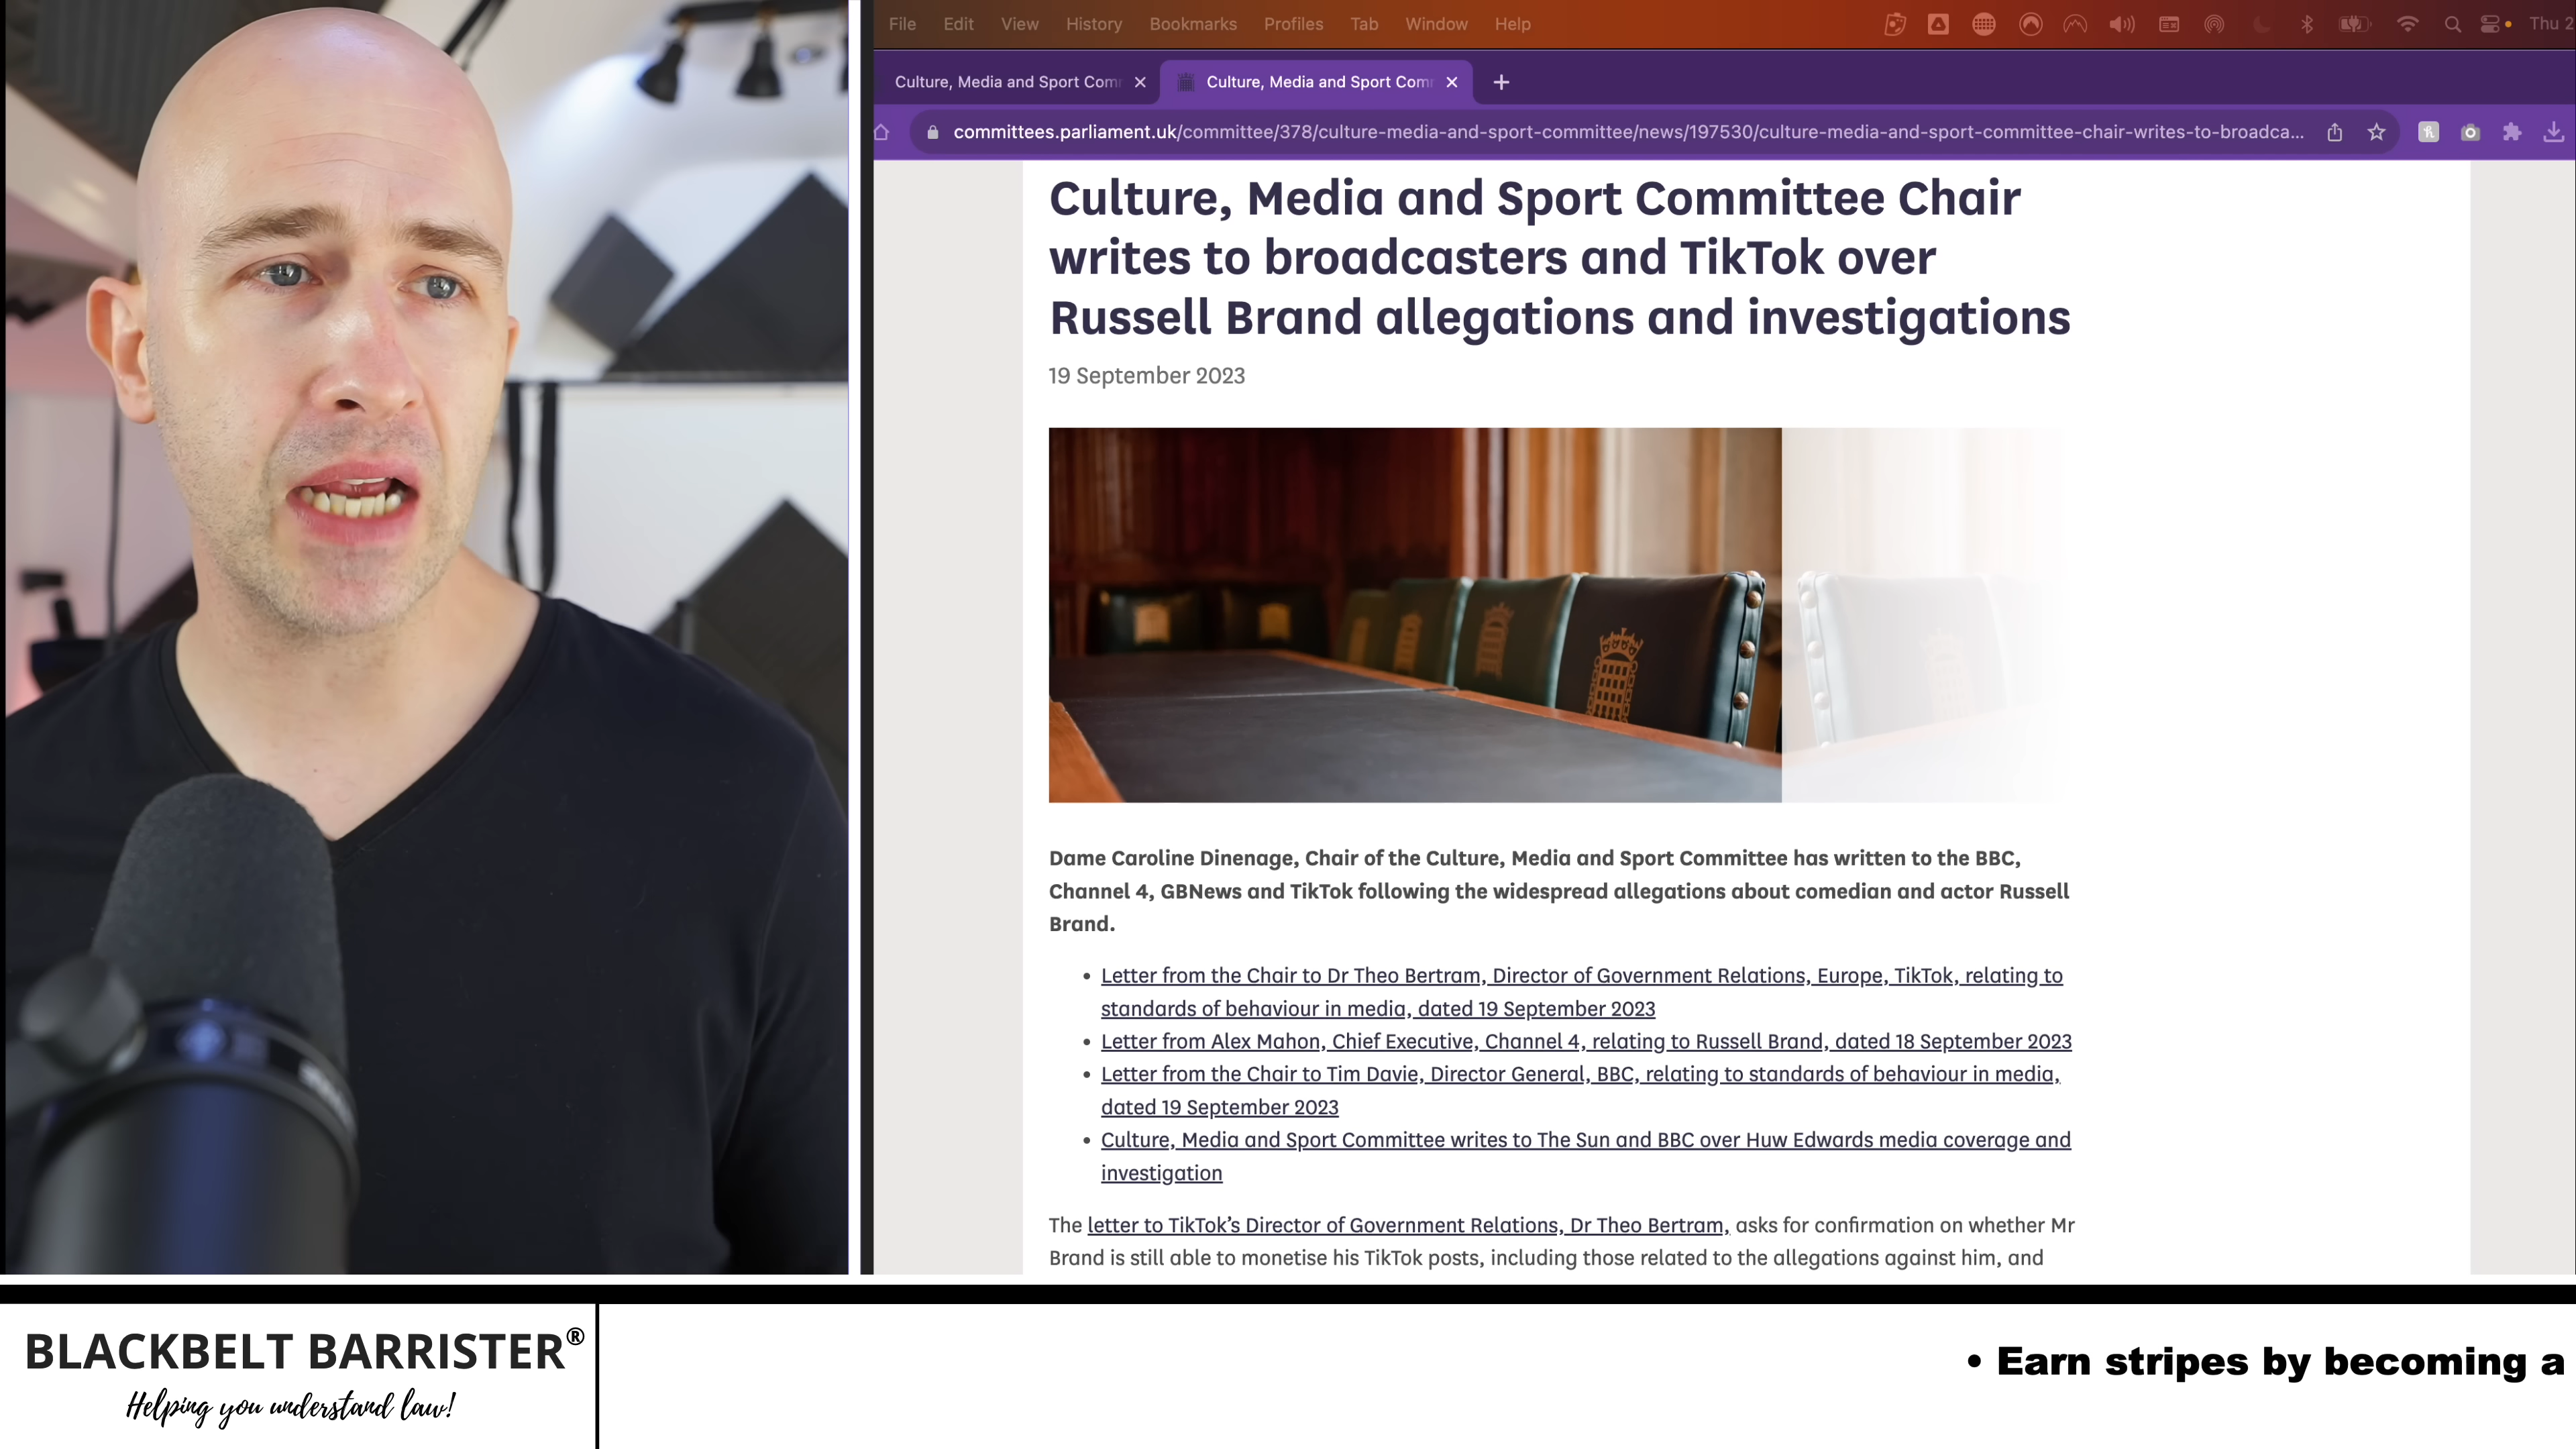 File Edit View History Bookmarks Profiles Tab Window Help
Thu 2
Culture, Media and Sport Com
Culture, Media and Sport Com
committees.parliament.uk/committee/378/culture-media-and-sport-committee/news/197530/culture-media-and-sport-committee-chair-writes-to-broadca...
Culture, Media and Sport Committee Chair
writes to broadcasters and TikTok over
Russell Brand allegations and investigations
19 September 2023
Dame Caroline Dinenage, Chair of the Culture, Media and Sport Committee has written to the BBC,
Channel 4, GBNews and TikTok following the widespread allegations about comedian and actor Russell
Brand.
• Letter from the Chair to Dr Theo Bertram, Director of Government Relations, Europe, TikTok, relating to
standards of behaviour in media, dated 19 September 2023
• Letter from Alex Mahon, Chief Executive, Channel 4, relating to Russell Brand, dated 18 September 2023
• Letter from the Chair to Tim Davie, Director General, BBC, relating to standards of behaviour in media,
dated 19 September 2023
• Culture, Media and Sport Committee writes to The Sun and BBC over Huw Edwards media coverage and
investigation
The letter to TikTok's Director of Government Relations, Dr Theo Bertram, asks for confirmation on whether Mr
Brand is still able to monetise his TikTok posts, including those related to the allegations against him, and
BLACKBELT BARRISTER®
Helping you understand law!
• Earn stripes by becoming a